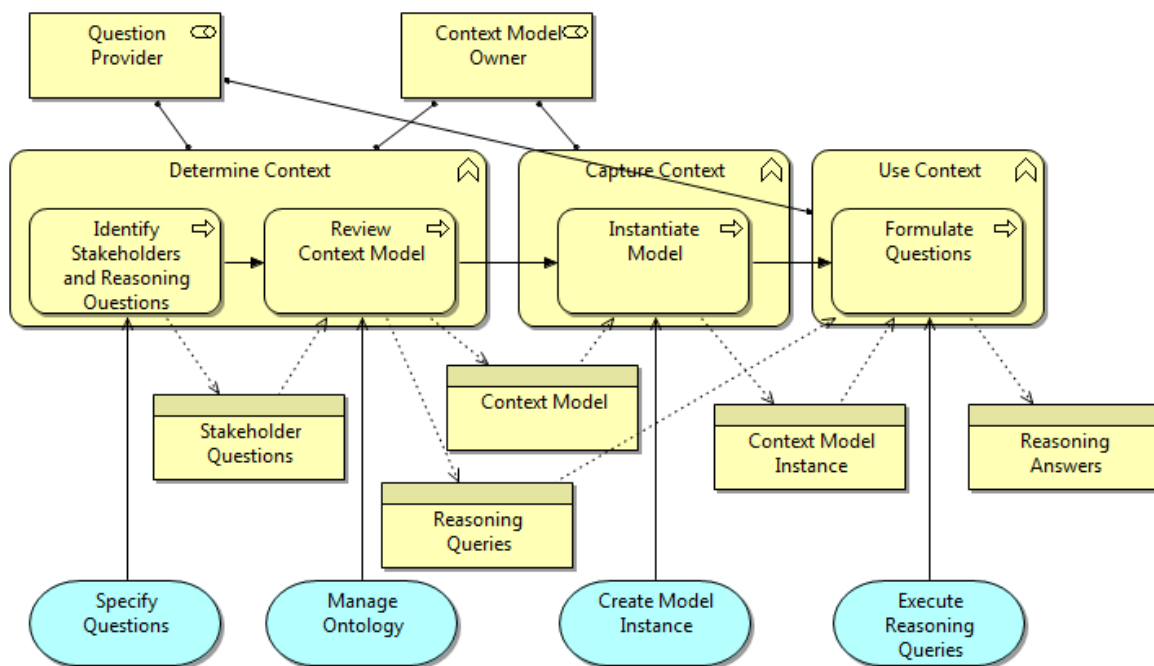 Question
Provider
Context Model
Owner
Determine Context
Capture Context
Use Context
Identify
Stakeholders
and Reasoning
Questions
Review
Context Model
Instantiate
Model
Formulate
Questions
Stakeholder
Questions
Context Model
Reasoning
Queries
Context Model
Instance
Reasoning
Answers
Specify
Questions
Manage
Ontology
Create Model
Instance
Execute
Reasoning
Queries